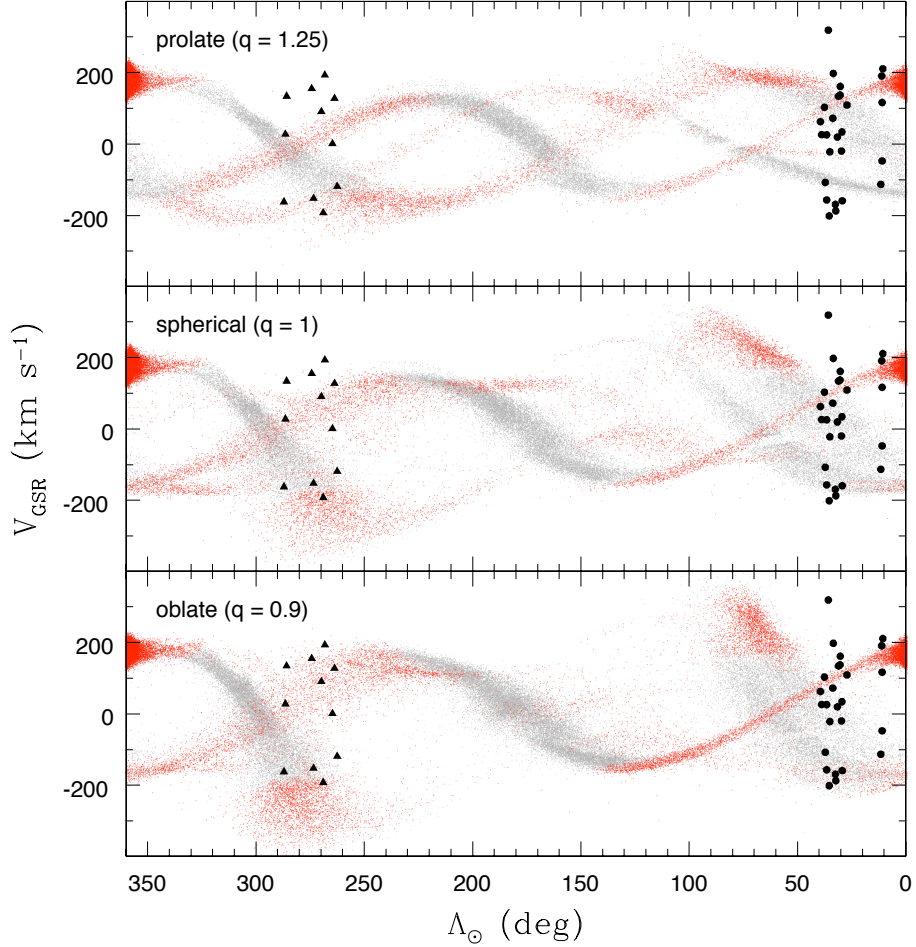 prolate (q = 1.25)
200
0
-200
spherical (q = 1)
200
0
-200
oblate (q = 0.9)
200
0
-200
V_GSR (km s⁻¹)
350 300 250 200 150 100 50 0
Λ_⊙ (deg)